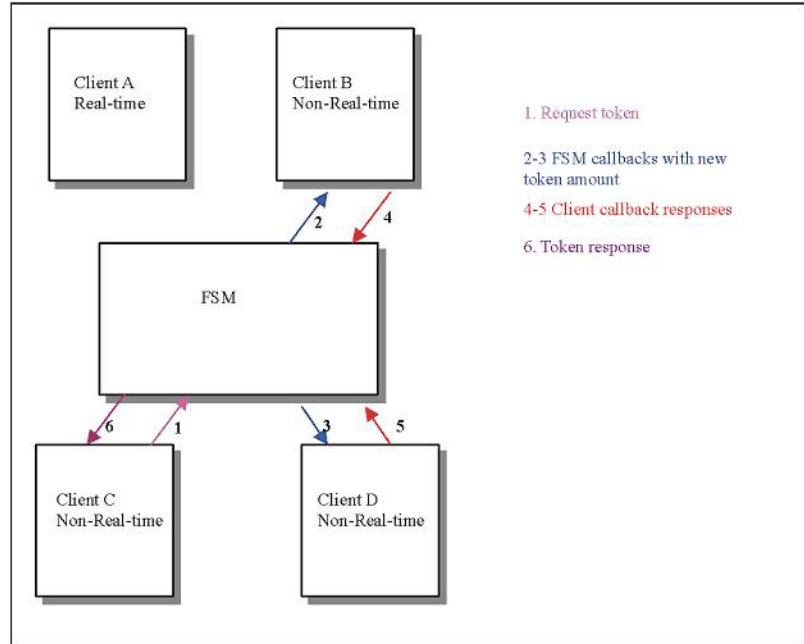 Client A
Real-time
Client B
Non-Real-time
1. Request token
2-3 FSM callbacks with new
token amount
4-5 Client callback responses
6. Token response
2
4
FSM
6
1
3
5
Client C
Non-Real-time
Client D
Non-Real-time